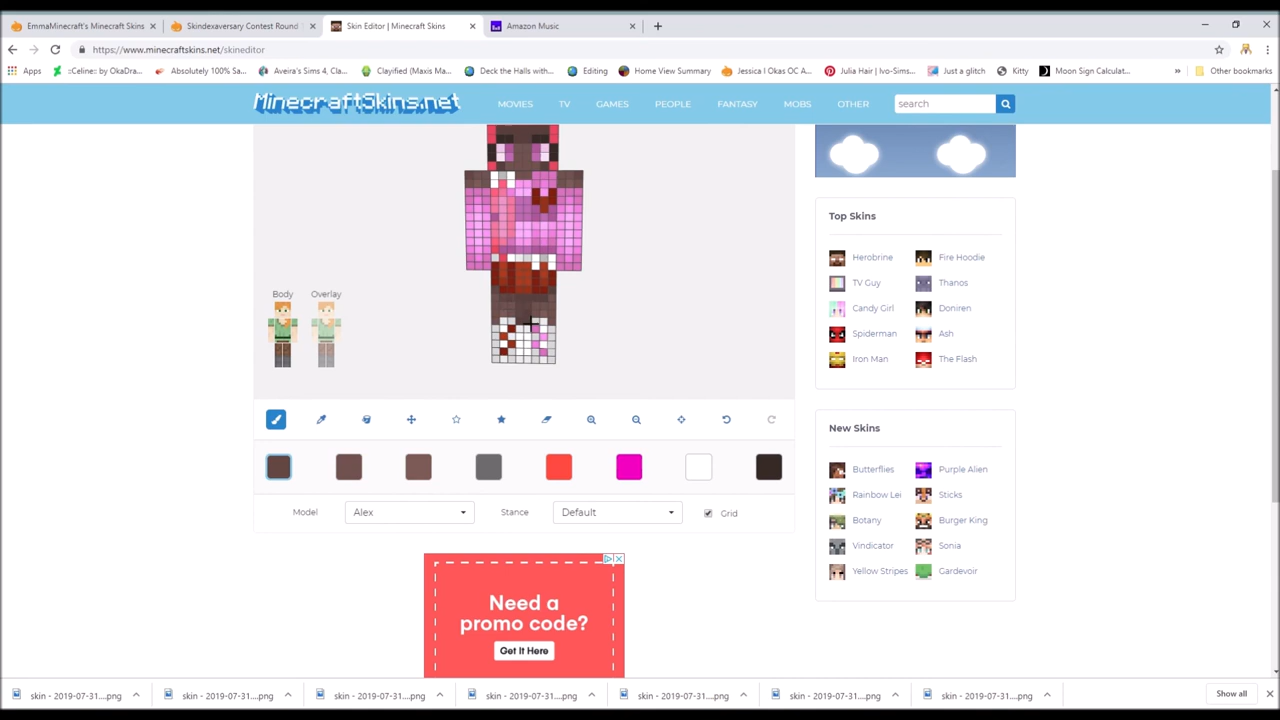 EmmaMinecraft's Minecraft Skins
Skindexaversary Contest Round
Skin Editor | Minecraft Skins
Amazon Music
https://www.minecraftskins.net/skineditor
Apps
::Celine:: by OkaDra...
Absolutely 100% Sa...
Aveira's Sims 4, Cla...
Clayified (Maxis Ma...
Deck the Halls with...
Editing
Home View Summary
Jessica I Okas OC A...
Julia Hair | Ivo-Sims...
Just a glitch
Kitty
Moon Sign Calculat...
»
Other bookmarks
MinecraftSkins.net
MOVIES
TV
GAMES
PEOPLE
FANTASY
MOBS
OTHER
search
Body
Overlay
Model
Alex
Stance
Default
Grid
Top Skins
Herobrine
Fire Hoodie
TV Guy
Thanos
Candy Girl
Doniren
Spiderman
Ash
Iron Man
The Flash
New Skins
Butterflies
Purple Alien
Rainbow Lei
Sticks
Botany
Burger King
Vindicator
Sonia
Yellow Stripes
Gardevoir
Need a
promo code?
Get It Here
skin - 2019-07-31....png
skin - 2019-07-31....png
skin - 2019-07-31....png
skin - 2019-07-31....png
skin - 2019-07-31....png
skin - 2019-07-31....png
skin - 2019-07-31....png
Show all